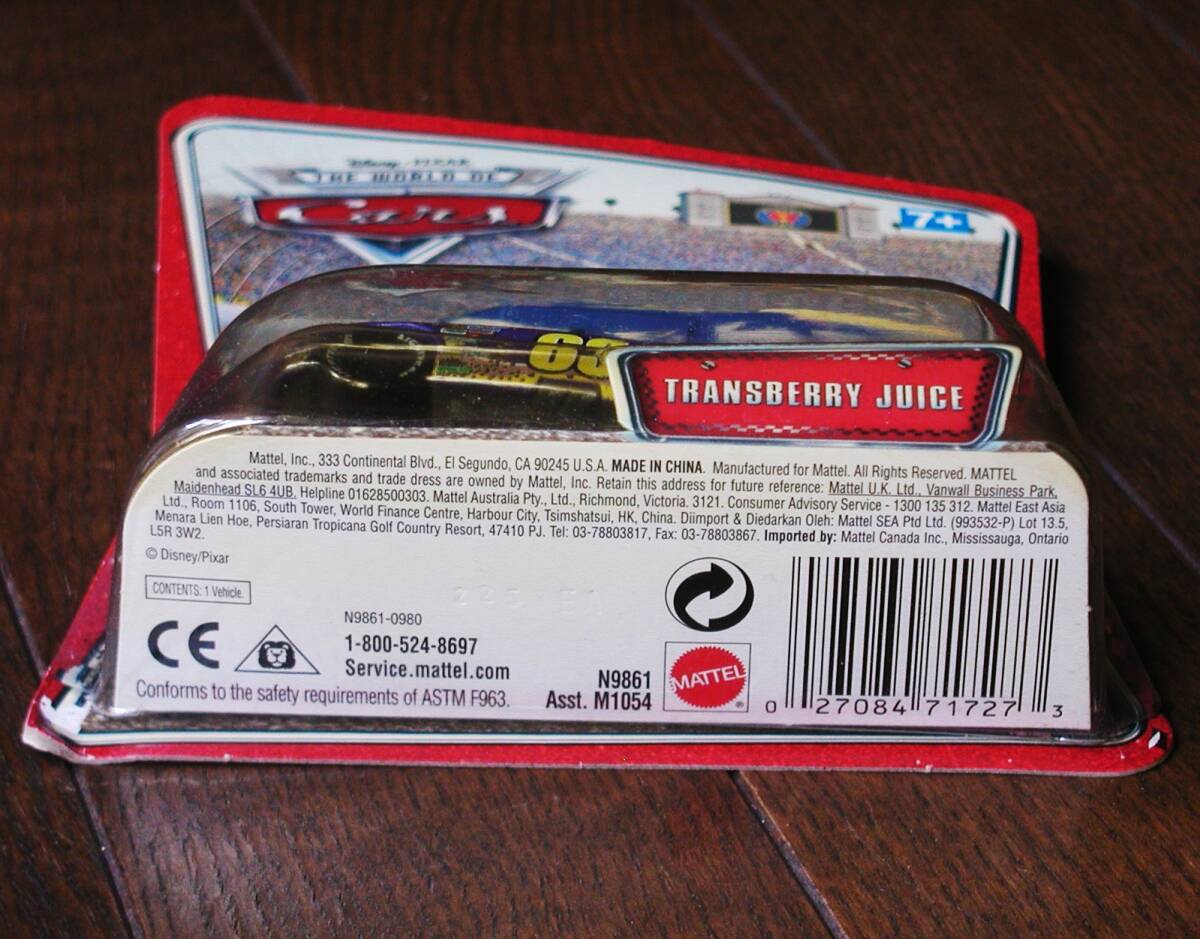 Disney · PIXAR
THE WORLD OF
Cars
7+
63
TRANSBERRY JUICE
Mattel, Inc., 333 Continental Blvd., El Segundo, CA 90245 U.S.A. MADE IN CHINA. Manufactured for Mattel. All Rights Reserved. MATTEL
and associated trademarks and trade dress are owned by Mattel, Inc. Retain this address for future reference: Mattel U.K. Ltd., Vanwall Business Park,
Maidenhead SL6 4UB. Helpline 01628500303. Mattel Australia Pty., Ltd., Richmond, Victoria. 3121. Consumer Advisory Service - 1300 135 312. Mattel East Asia
Ltd., Room 1106, South Tower, World Finance Centre, Harbour City, Tsimshatsui, HK, China. Diimport & Diedarkan Oleh: Mattel SEA Ptd Ltd. (993532-P) Lot 13.5,
Menara Lien Hoe, Persiaran Tropicana Golf Country Resort, 47410 PJ. Tel: 03-78803817, Fax: 03-78803867. Imported by: Mattel Canada Inc., Mississauga, Ontario
L5R 3W2.
© Disney/Pixar
CONTENTS: 1 Vehicle.
CE
N9861-0980
1-800-524-8697
Service.mattel.com
Conforms to the safety requirements of ASTM F963.
N9861
Asst. M1054
MATTEL
®
0 27084 71727 3